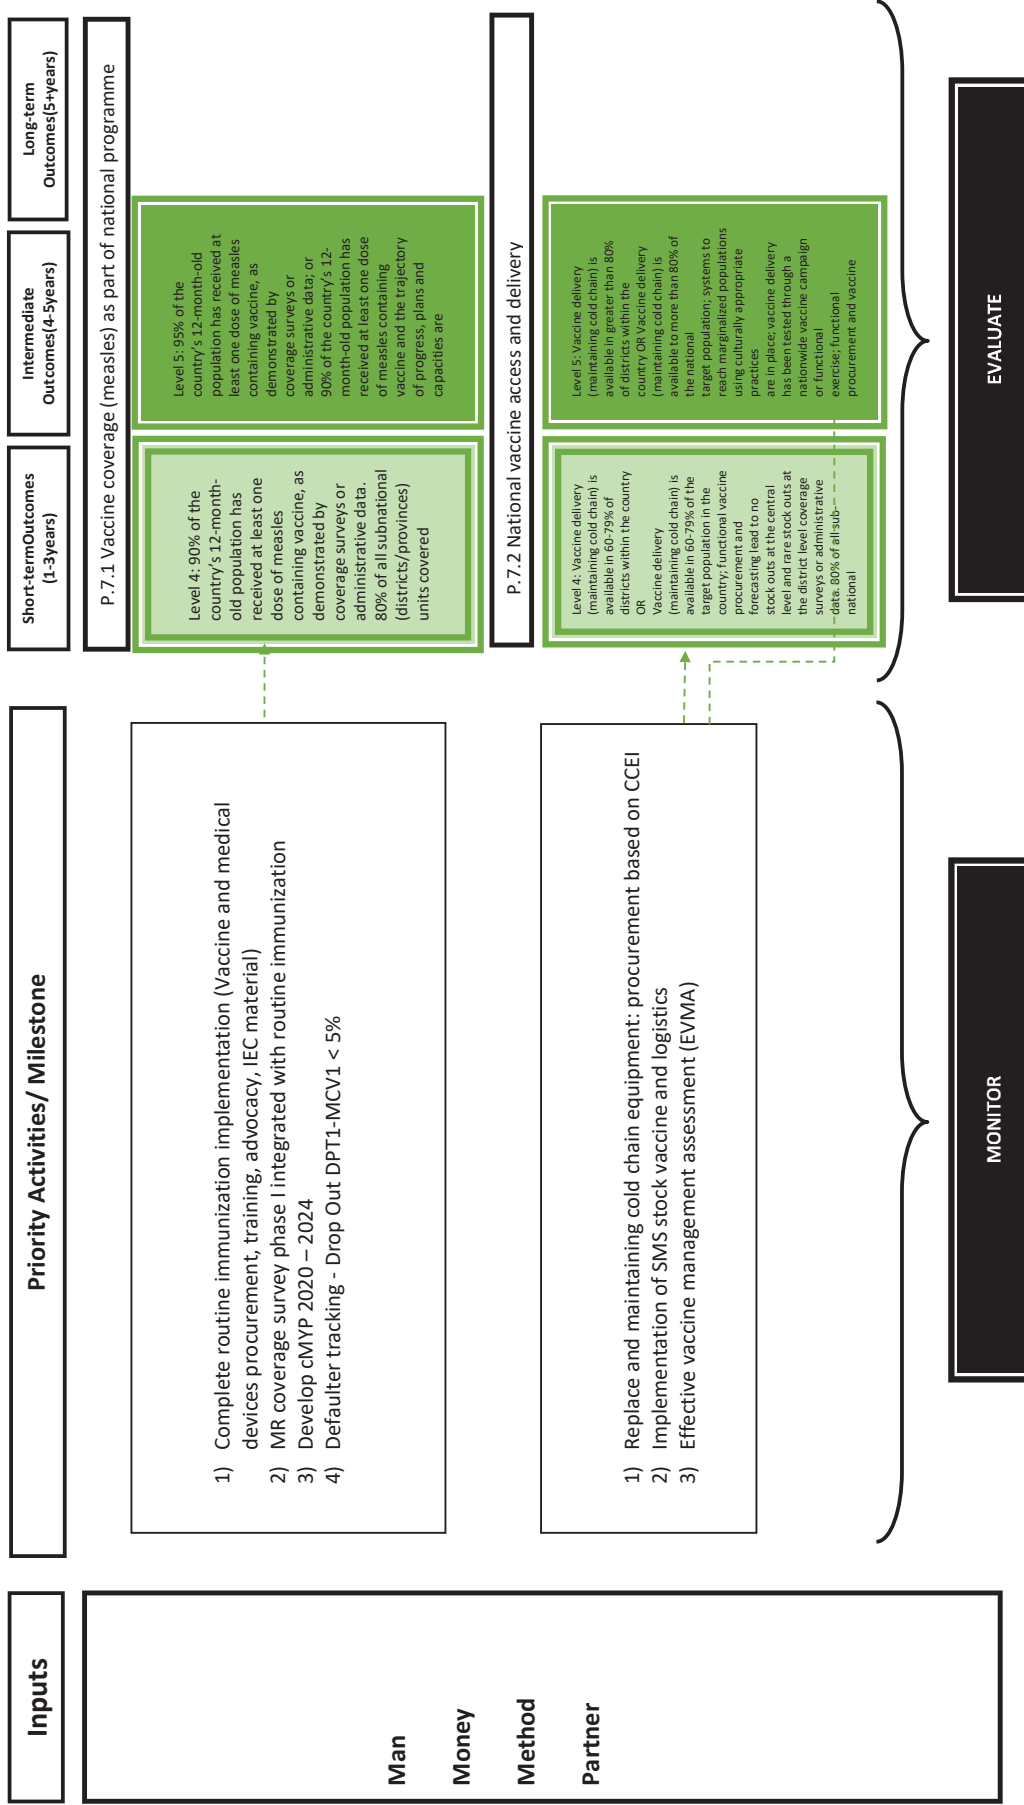 Inputs
Priority Activities/ Milestone
Short-termOutcomes
(1-3years)
Intermediate
Outcomes(4-5years)
Long-term
Outcomes(5+years)
Man
Money
Method
Partner
P.7.1 Vaccine coverage (measles) as part of national programme
1) Complete routine immunization implementation (Vaccine and medical
devices procurement, training, advocacy, IEC material)
2) MR coverage survey phase I integrated with routine immunization
3) Develop cMYP 2020 – 2024
4) Defaulter tracking - Drop Out DPT1-MCV1 < 5%
Level 4: 90% of the
country's 12-month-
old population has
received at least one
dose of measles
containing vaccine, as
demonstrated by
coverage surveys or
administrative data.
80% of all subnational
(districts/provinces)
units covered
Level 5: 95% of the
country's 12-month-old
population has received at
least one dose of measles
containing vaccine, as
demonstrated by
coverage surveys or
administrative data; or
90% of the country's 12-
month-old population has
received at least one dose
of measles containing
vaccine and the trajectory
of progress, plans and
capacities are
P.7.2 National vaccine access and delivery
1) Replace and maintaining cold chain equipment: procurement based on CCEI
2) Implementation of SMS stock vaccine and logistics
3) Effective vaccine management assessment (EVMA)
Level 4: Vaccine delivery
(maintaining cold chain) is
available in 60-79% of
districts within the country
OR
Vaccine delivery
(maintaining cold chain) is
available in 60-79% of the
target population in the
country; functional vaccine
procurement and
forecasting lead to no
stock outs at the central
level and rare stock outs at
the district level coverage
surveys or administrative
data. 80% of all sub-
national
Level 5: Vaccine delivery
(maintaining cold chain) is
available in greater than 80%
of districts within the
country OR Vaccine delivery
(maintaining cold chain) is
available to more than 80% of
the national
target population; systems to
reach marginalized populations
using culturally appropriate
practices
are in place; vaccine delivery
has been tested through a
nationwide vaccine campaign
or functional
exercise; functional
procurement and vaccine
MONITOR
EVALUATE